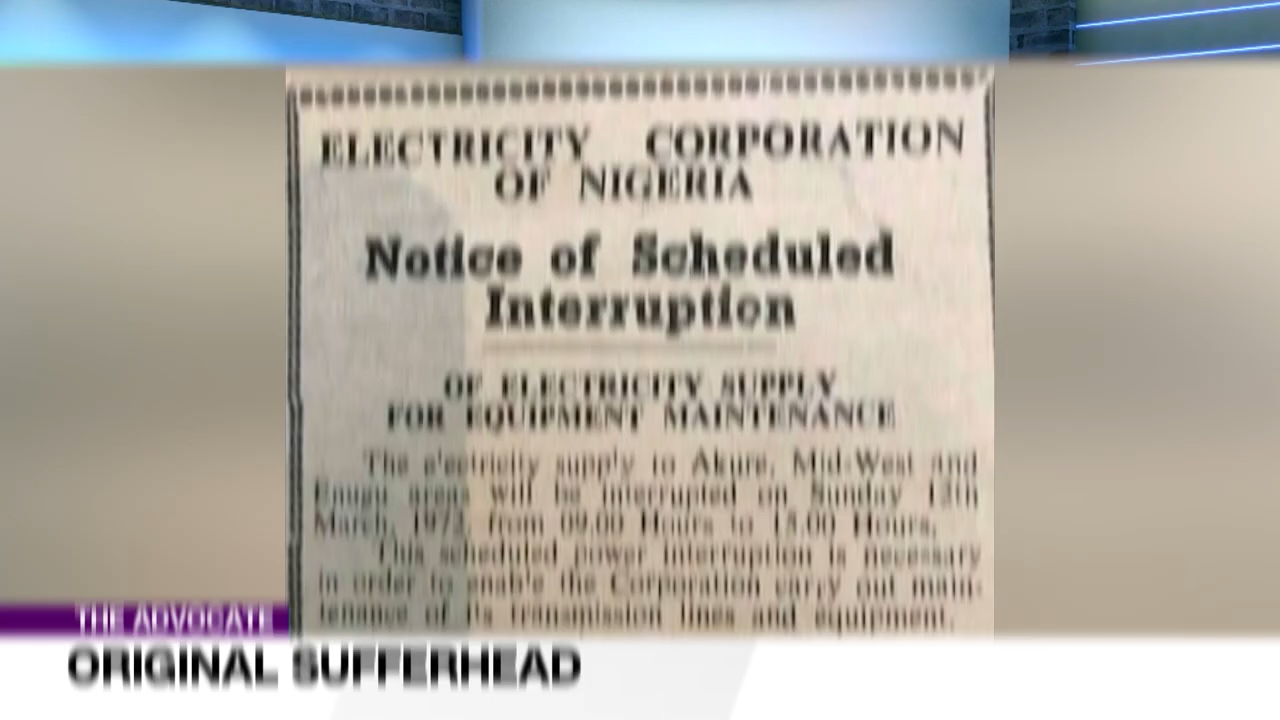 ELECTRICITY CORPORATION
OF NIGERIA
Notice of Scheduled
Interruption
OF ELECTRICITY SUPPLY
FOR EQUIPMENT MAINTENANCE
The electricity supply to Akure, Mid-West and
Enugu areas will be interrupted on Sunday 12th
March, from 09.00 Hours to Hours.
This scheduled power interruption is necessary
in order to enable the Corporation carry out main-
tenance of its transmission lines and equipment.
THE ADVOCATE
ORIGINAL SUFFERHEAD